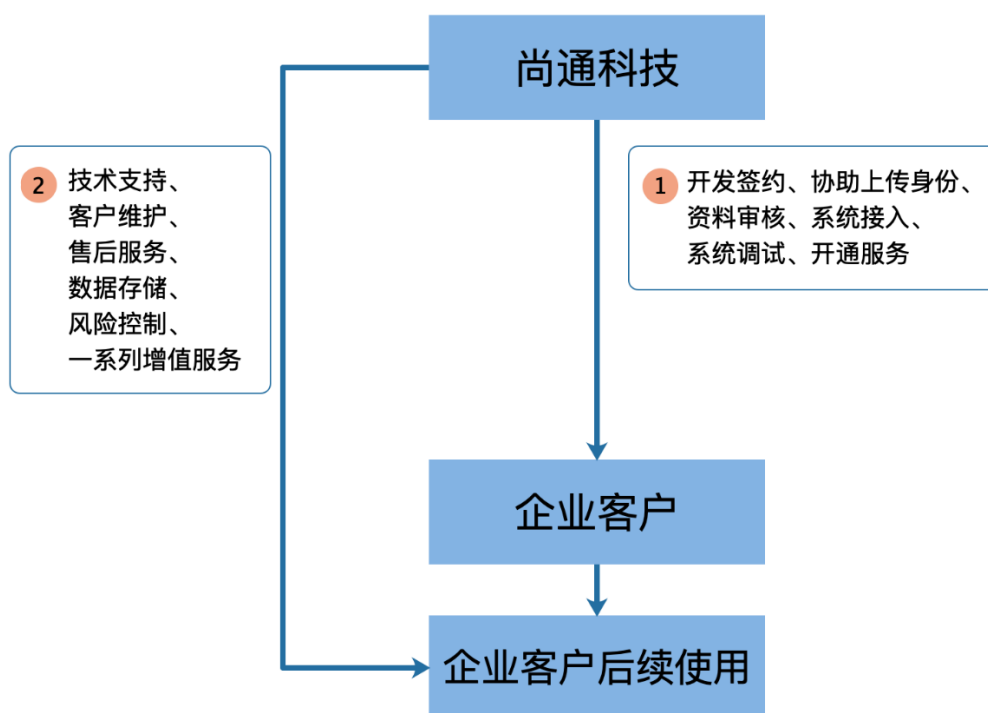 尚通科技
2
技术支持、
客户维护、
售后服务、
数据存储、
风险控制、
一系列增值服务
1
开发签约、协助上传身份、
资料审核、系统接入、
系统调试、开通服务
企业客户
企业客户后续使用